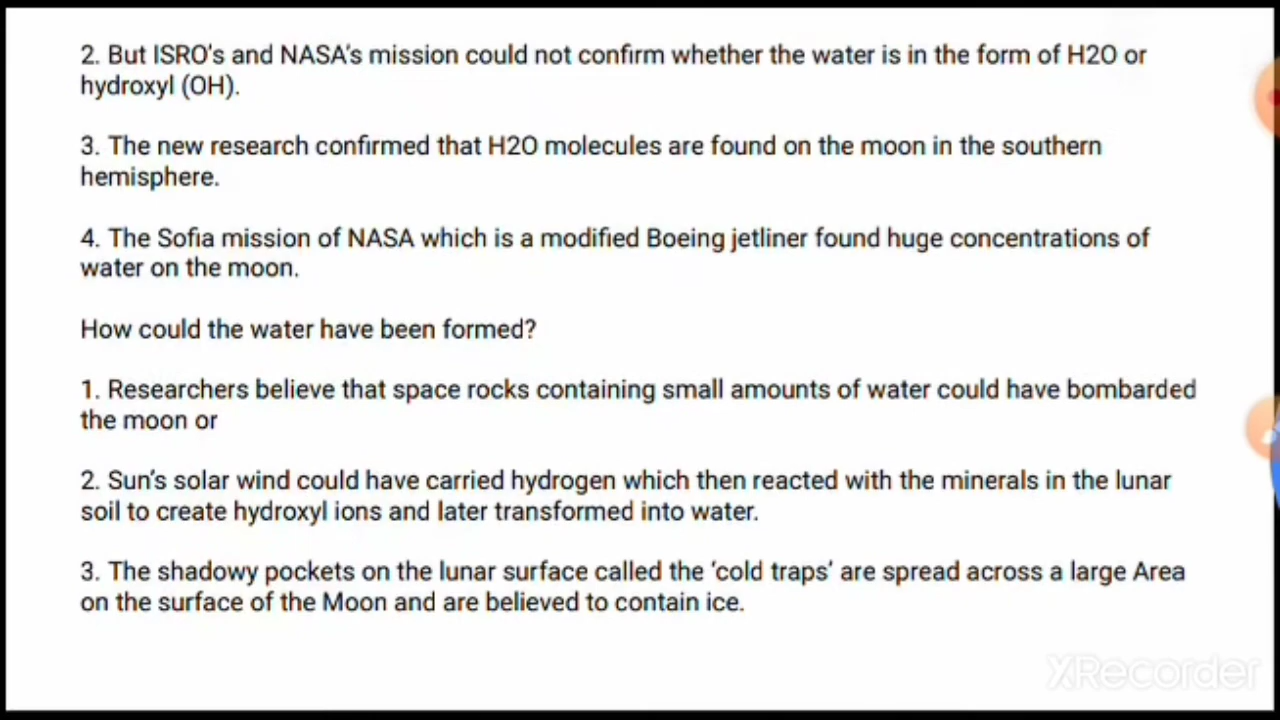 2. But ISRO's and NASA's mission could not confirm whether the water is in the form of H2O or
hydroxyl (OH).
3. The new research confirmed that H2O molecules are found on the moon in the southern
hemisphere.
4. The Sofia mission of NASA which is a modified Boeing jetliner found huge concentrations of
water on the moon.
How could the water have been formed?
1. Researchers believe that space rocks containing small amounts of water could have bombarded
the moon or
2. Sun's solar wind could have carried hydrogen which then reacted with the minerals in the lunar
soil to create hydroxyl ions and later transformed into water.
3. The shadowy pockets on the lunar surface called the 'cold traps' are spread across a large Area
on the surface of the Moon and are believed to contain ice.
XRecorder